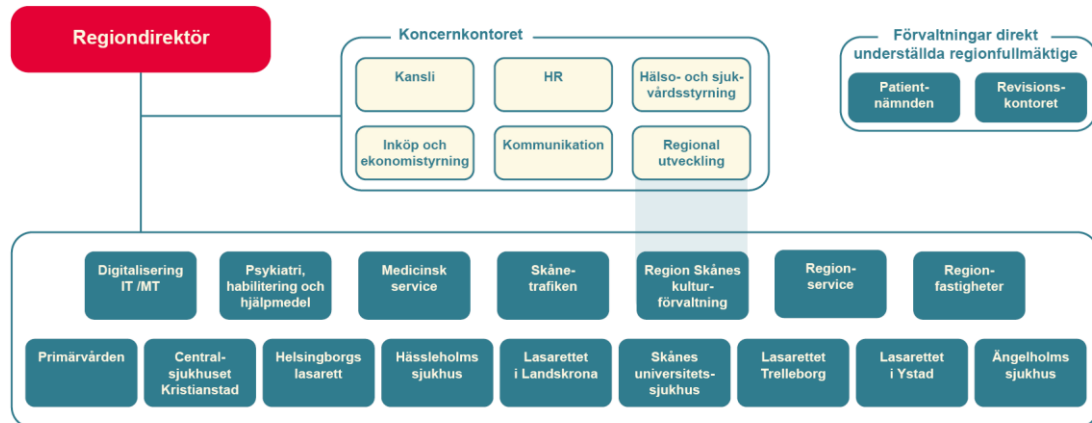 Regiondirektör
Koncernkontoret
Kansli
HR
Hälso- och sjuk-
vårdsstyrning
Inköp och
ekonomistyrning
Kommunikation
Regional
utveckling
Förvaltningar direkt
underställda regionfullmäktige
Patient-
nämnden
Revisions-
kontoret
Digitalisering
IT /MT
Psykiatri,
habilitering och
hjälpmedel
Medicinsk
service
Skåne-
trafiken
Region Skånes
kultur-
förvaltning
Region-
service
Region-
fastigheter
Primärvården
Central-
sjukhuset
Kristianstad
Helsingborgs
lasarett
Hässleholms
sjukhus
Lasarettet
i Landskrona
Skånes
universitets-
sjukhus
Lasarettet
Trelleborg
Lasarettet
i Ystad
Ängelholms
sjukhus